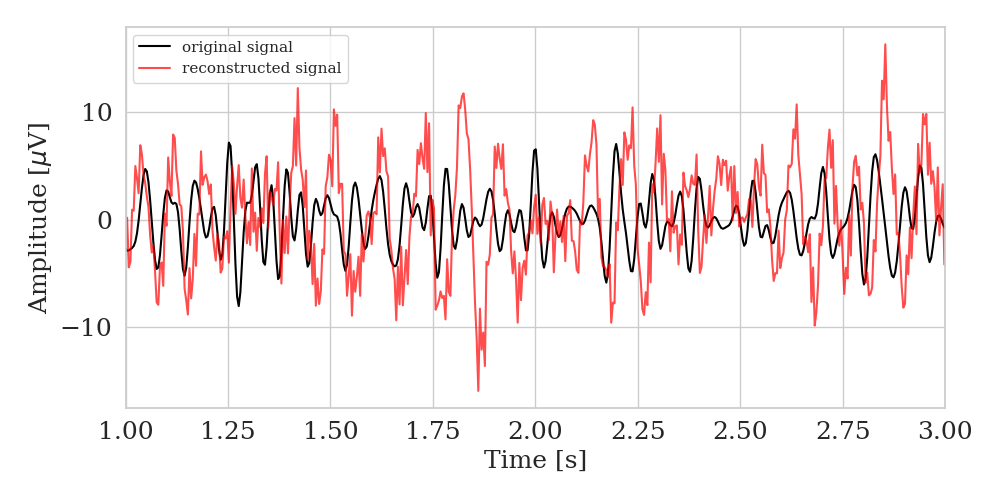 original signal
reconstructed signal
Amplitude [μV]
10
0
−10
1.00 1.25 1.50 1.75 2.00 2.25 2.50 2.75 3.00
Time [s]